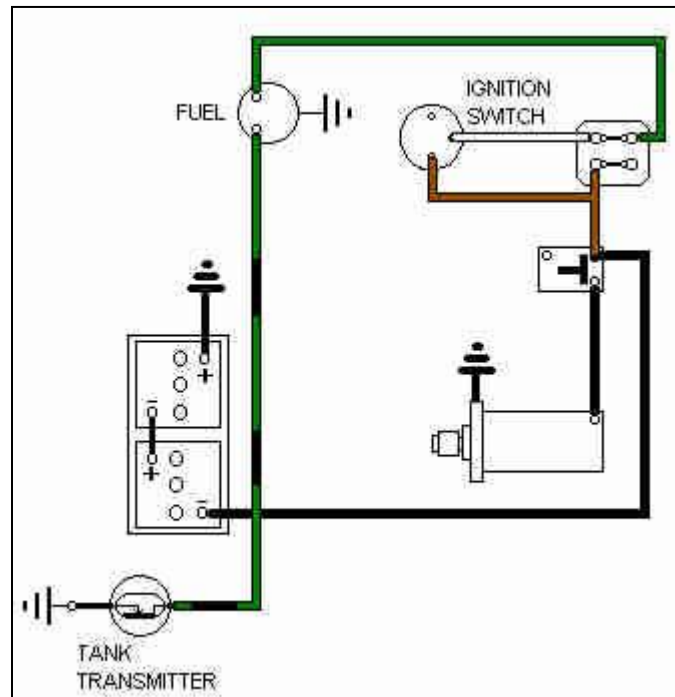 IGNITION
SWITCH
FUEL
+
-
+
-
TANK
TRANSMITTER